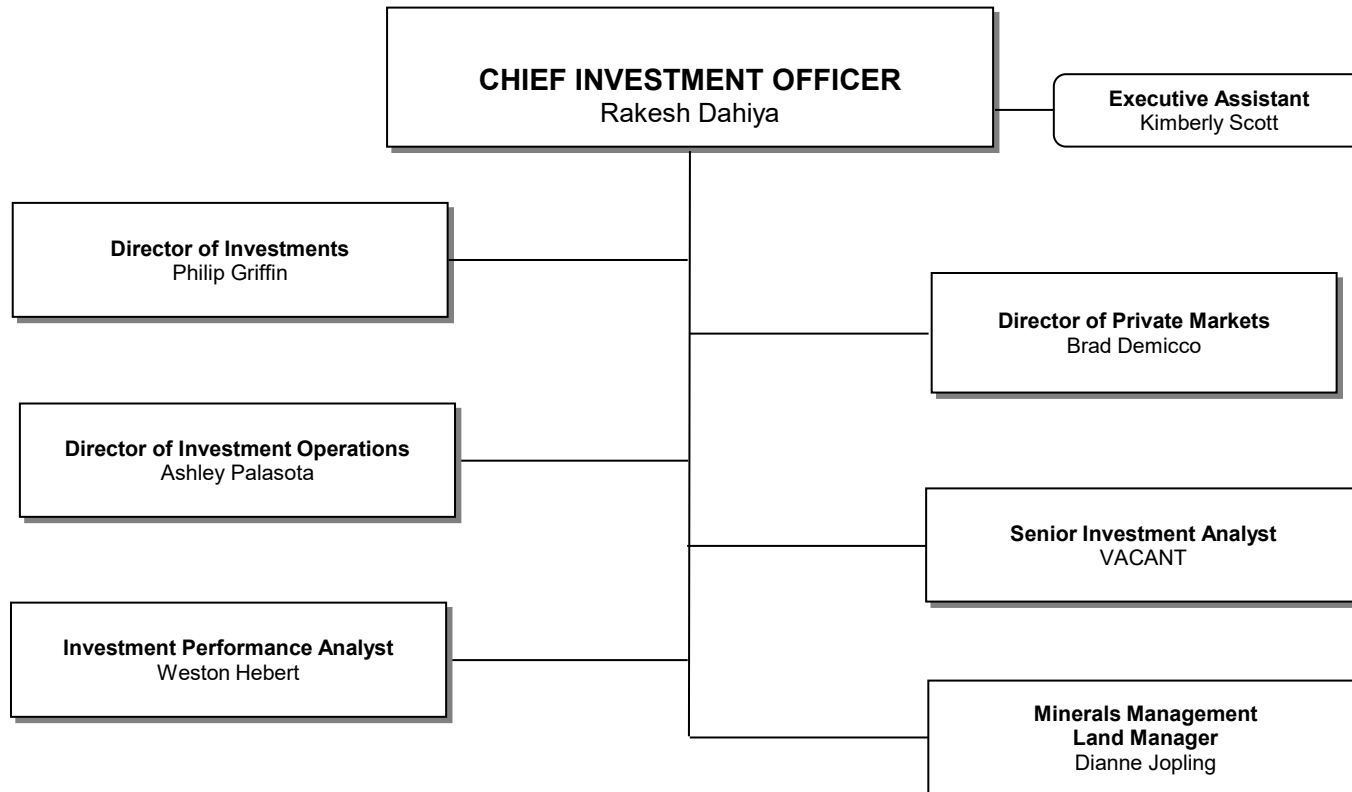 CHIEF INVESTMENT OFFICER
Rakesh Dahiya
Executive Assistant
Kimberly Scott
Director of Investments
Philip Griffin
Director of Private Markets
Brad Demicco
Director of Investment Operations
Ashley Palasota
Senior Investment Analyst
VACANT
Investment Performance Analyst
Weston Hebert
Minerals Management
Land Manager
Dianne Jopling